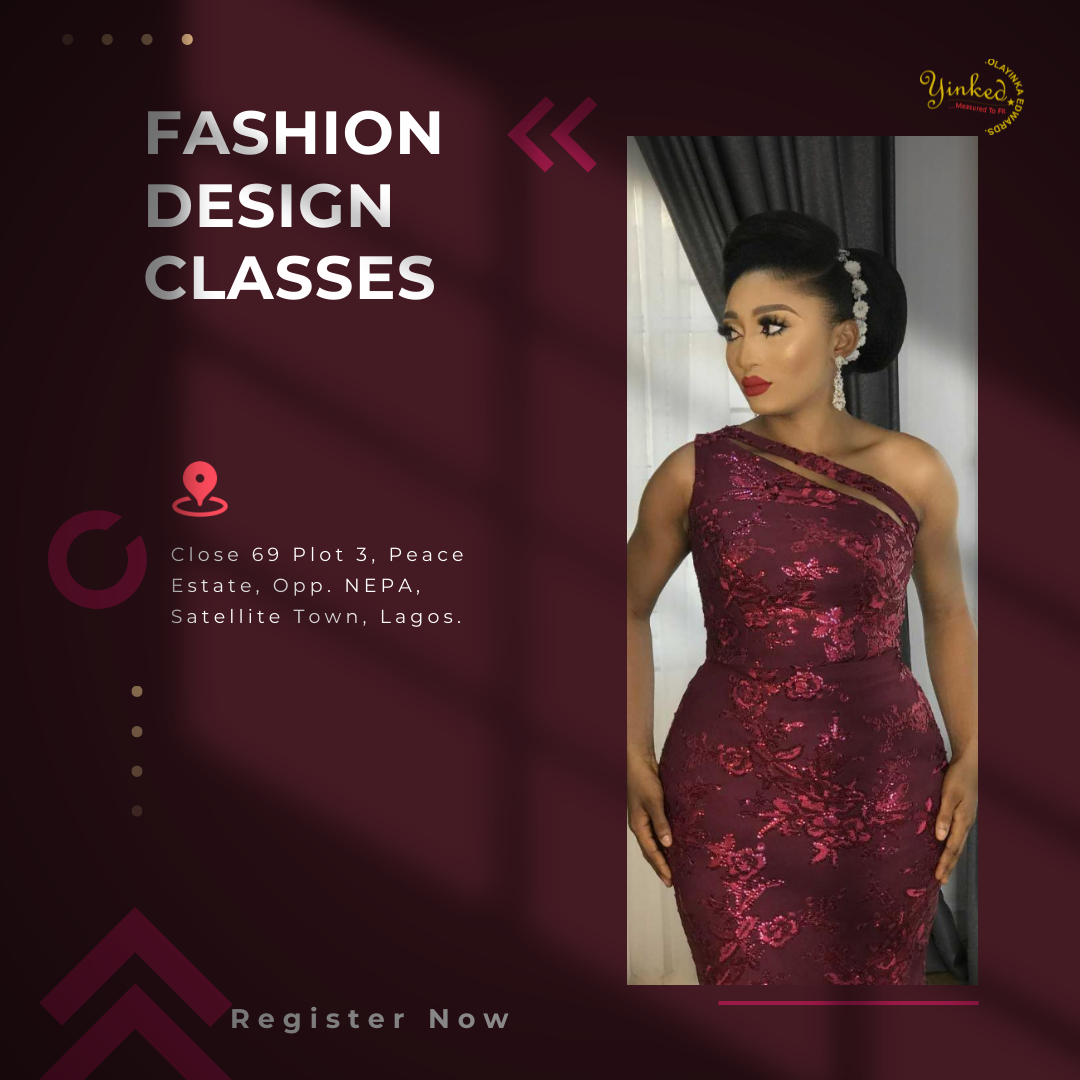 .OLAYINKA EDWARDS.
Yinked
...Measured To Fit
FASHION
DESIGN
CLASSES
Close 69 Plot 3, Peace
Estate, Opp. NEPA,
Satellite Town, Lagos.
Register Now